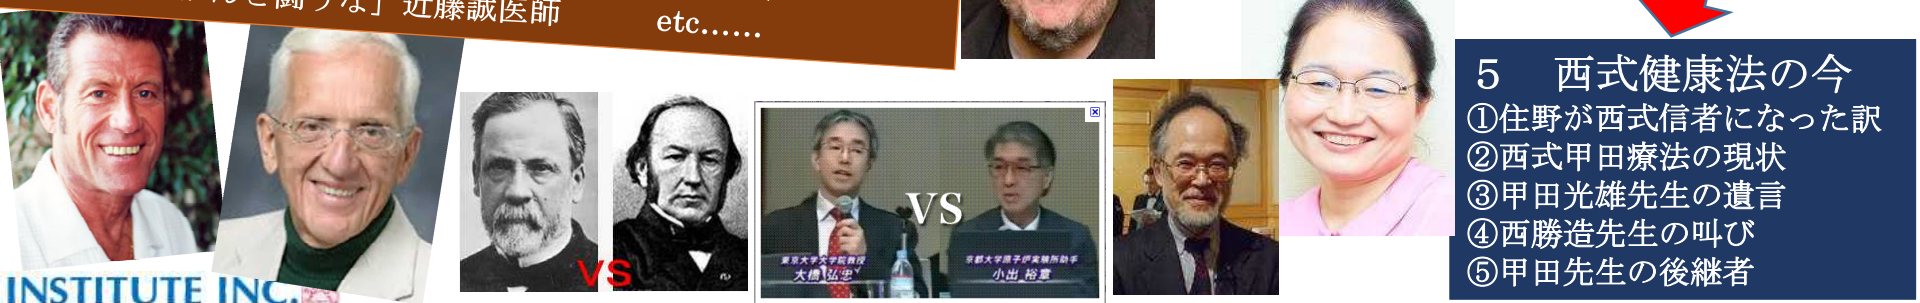 闘うな」近藤誠医師
etc……
5 西式健康法の今
①住野が西式信者になった訳
②西式甲田療法の現状
③甲田光雄先生の遺言
④西勝造先生の叫び
⑤甲田先生の後継者
VS
VS
東京大学大学院教授
大橋 弘忠
京都大学原子炉実験所助手
小出 裕章
INSTITUTE INC.